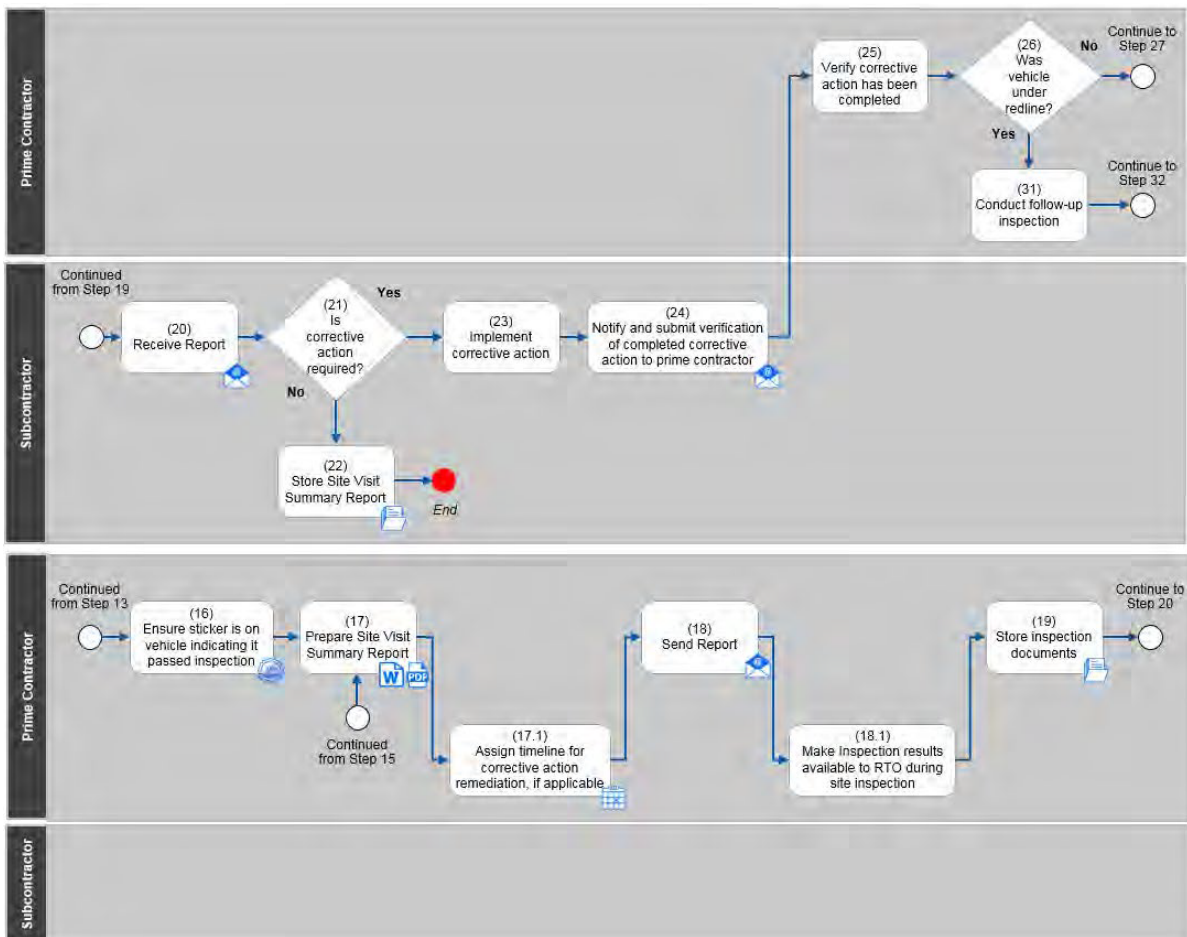 Prime Contractor
(25)
Verify corrective
action has been
completed
(26)
Was
vehicle
under
redline?
No
Yes
Continue to
Step 27
(31)
Conduct follow-up
inspection
Continue to
Step 32
Subcontractor
Continued
from Step 19
(20)
Receive Report
(21)
Is
corrective
action
required?
Yes
No
(23)
Implement
corrective action
(24)
Notify and submit verification
of completed corrective
action to prime contractor
(22)
Store Site Visit
Summary Report
End
Prime Contractor
Continued
from Step 13
(16)
Ensure sticker is on
vehicle indicating it
passed inspection
(17)
Prepare Site Visit
Summary Report
W
PDF
Continued
from Step 15
(17.1)
Assign timeline for
corrective action
remediation, if applicable
(18)
Send Report
(18.1)
Make Inspection results
available to RTO during
site inspection
(19)
Store inspection
documents
Continue to
Step 20
Subcontractor